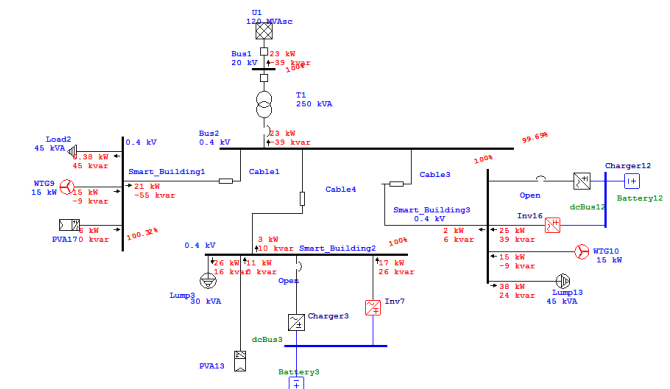 U1
120 MVAsc
Bus1
20 kV
23 kW
-39 kvar
100%
T1
250 kVA
Bus2
0.4 kV
23 kW
-39 kvar
99.69%
Load2
45 kVA
0.4 kV
.38 kW
45 kvar
WTG9
15 kW
15 kW
-9 kvar
Smart_Building1
21 kW
-55 kvar
Cable1
PVA17
kW
0 kvar
100.32%
Cable4
Cable3
100%
Smart_Building3
0.4 kV
2 kW
6 kvar
Open
Charger12
Battery12
dcBus12
Inv16
25 kW
39 kvar
15 kW
-9 kvar
WTG10
15 kW
38 kW
24 kvar
Lump13
45 kVA
0.4 kV
3 kW
10 kvar
Smart_Building2
100%
26 kW
16 kvar
11 kW
0 kvar
17 kW
26 kvar
Open
Lump3
30 kVA
Charger3
Inv7
dcBus3
PVA13
Battery3